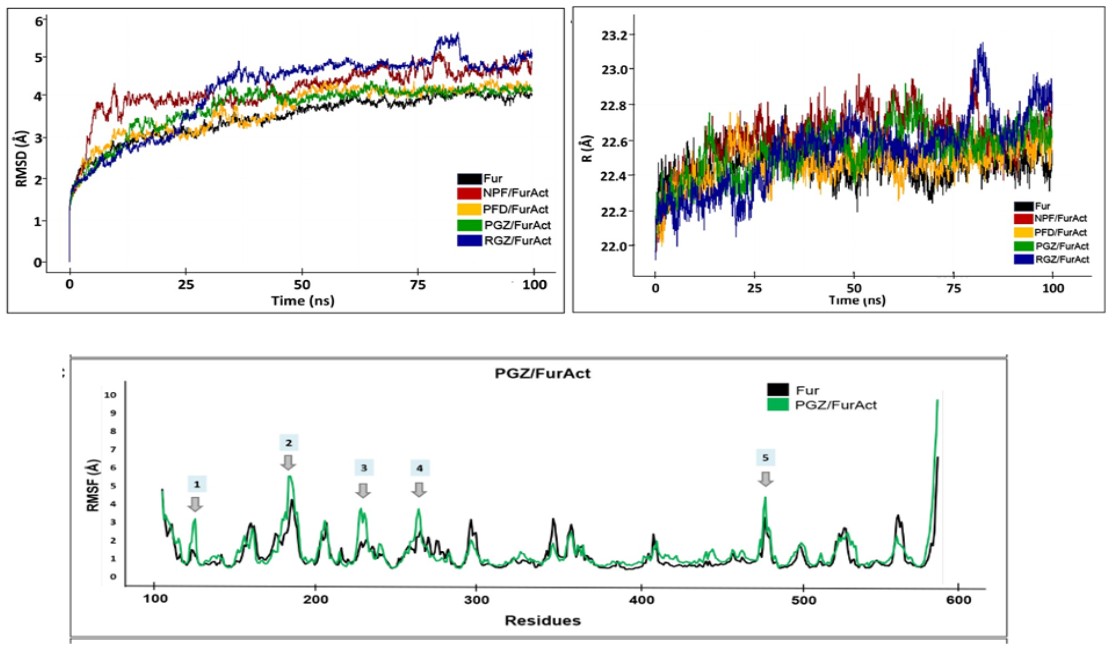 6
5
4
3
2
1
0
RMSD (Å)
Fur
NPF/FurAct
PFD/FurAct
PGZ/FurAct
RGZ/FurAct
0 25 50 75 100
Time (ns)
23.2
23.0
22.8
22.6
22.4
22.2
22.0
R (Å)
Fur
NPF/FurAct
PFD/FurAct
PGZ/FurAct
RGZ/FurAct
0 25 50 75 100
Time (ns)
PGZ/FurAct
10
9
8
7
6
5
4
3
2
1
0
RMSF (Å)
Fur
PGZ/FurAct
1
2
3
4
5
100 200 300 400 500 600
Residues